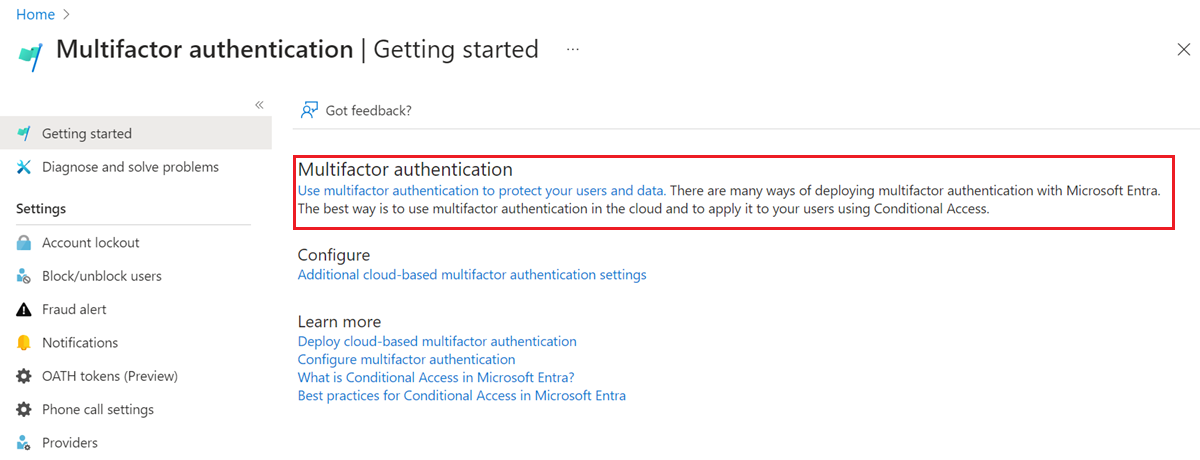 Home
Multifactor authentication | Getting started ...
Got feedback?
Getting started
Diagnose and solve problems
Settings
Account lockout
Block/unblock users
Fraud alert
Notifications
OATH tokens (Preview)
Phone call settings
Providers
Multifactor authentication
Use multifactor authentication to protect your users and data. There are many ways of deploying multifactor authentication with Microsoft Entra.
The best way is to use multifactor authentication in the cloud and to apply it to your users using Conditional Access.
Configure
Additional cloud-based multifactor authentication settings
Learn more
Deploy cloud-based multifactor authentication
Configure multifactor authentication
What is Conditional Access in Microsoft Entra?
Best practices for Conditional Access in Microsoft Entra